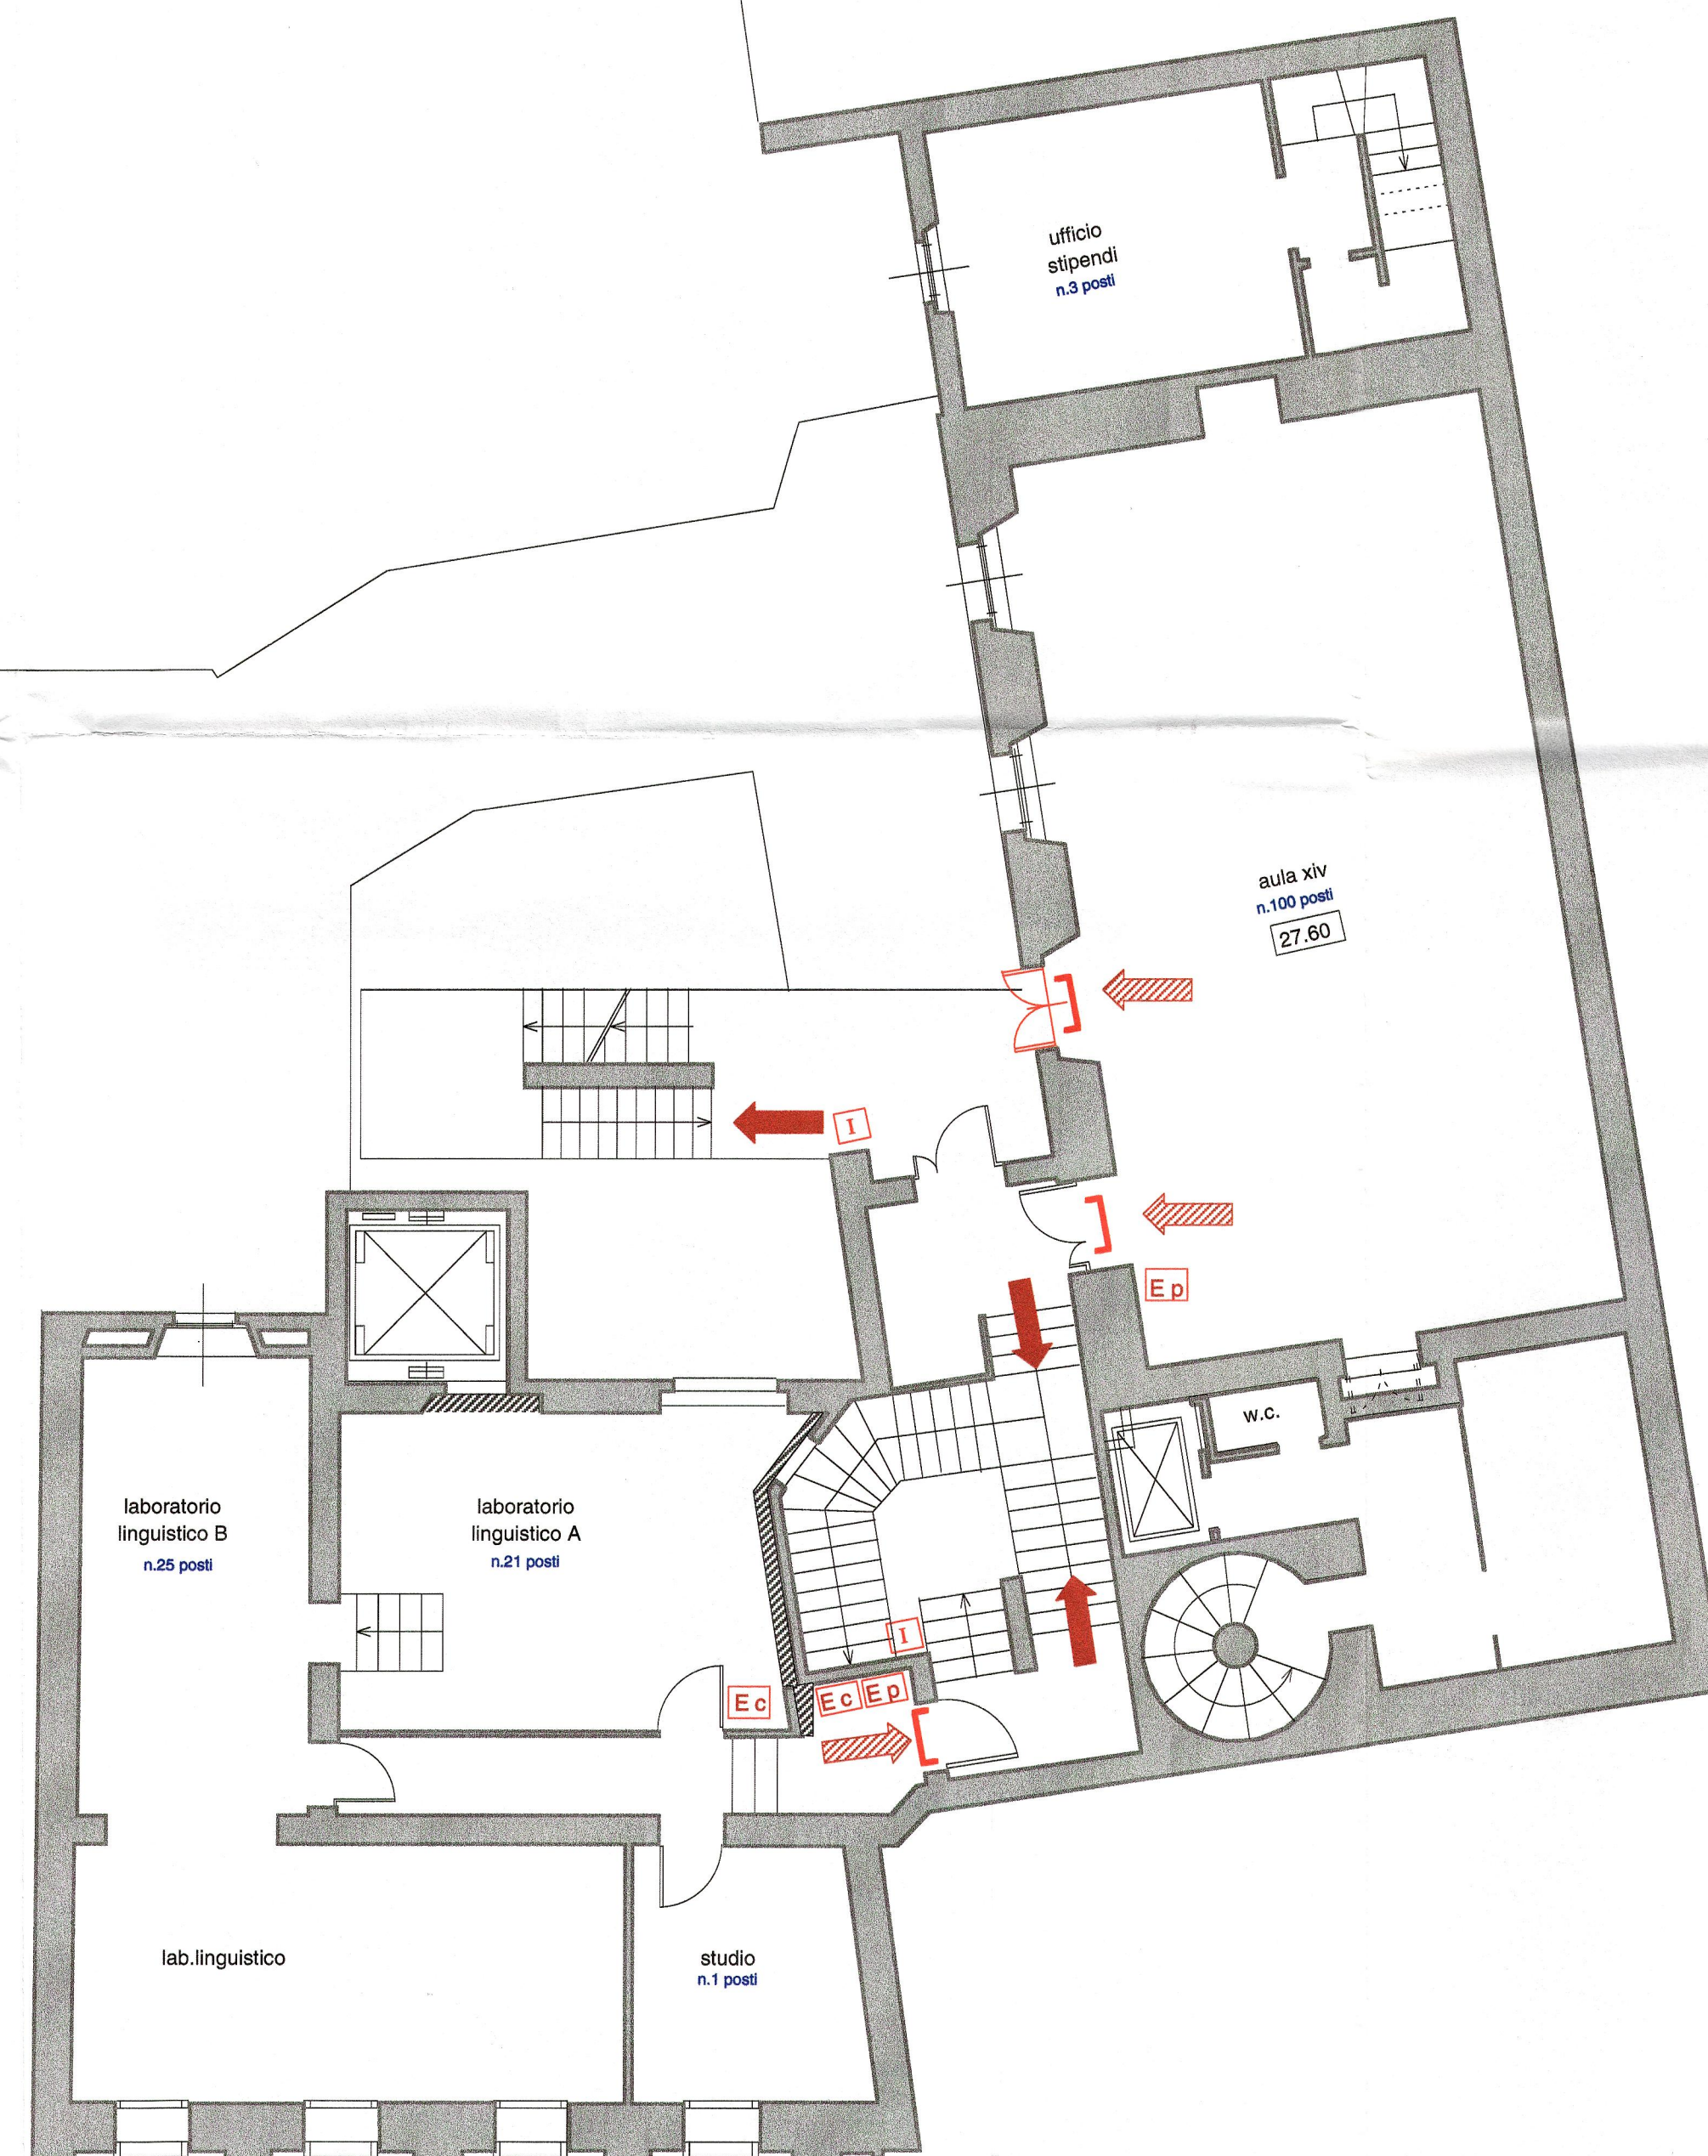 ufficio
stipendi
n.3 posti
aula xiv
n.100 posti
27.60
I
E p
w.c.
laboratorio
linguistico B
n.25 posti
laboratorio
linguistico A
n.21 posti
I
E c
E c E p
lab.linguistico
studio
n.1 posti